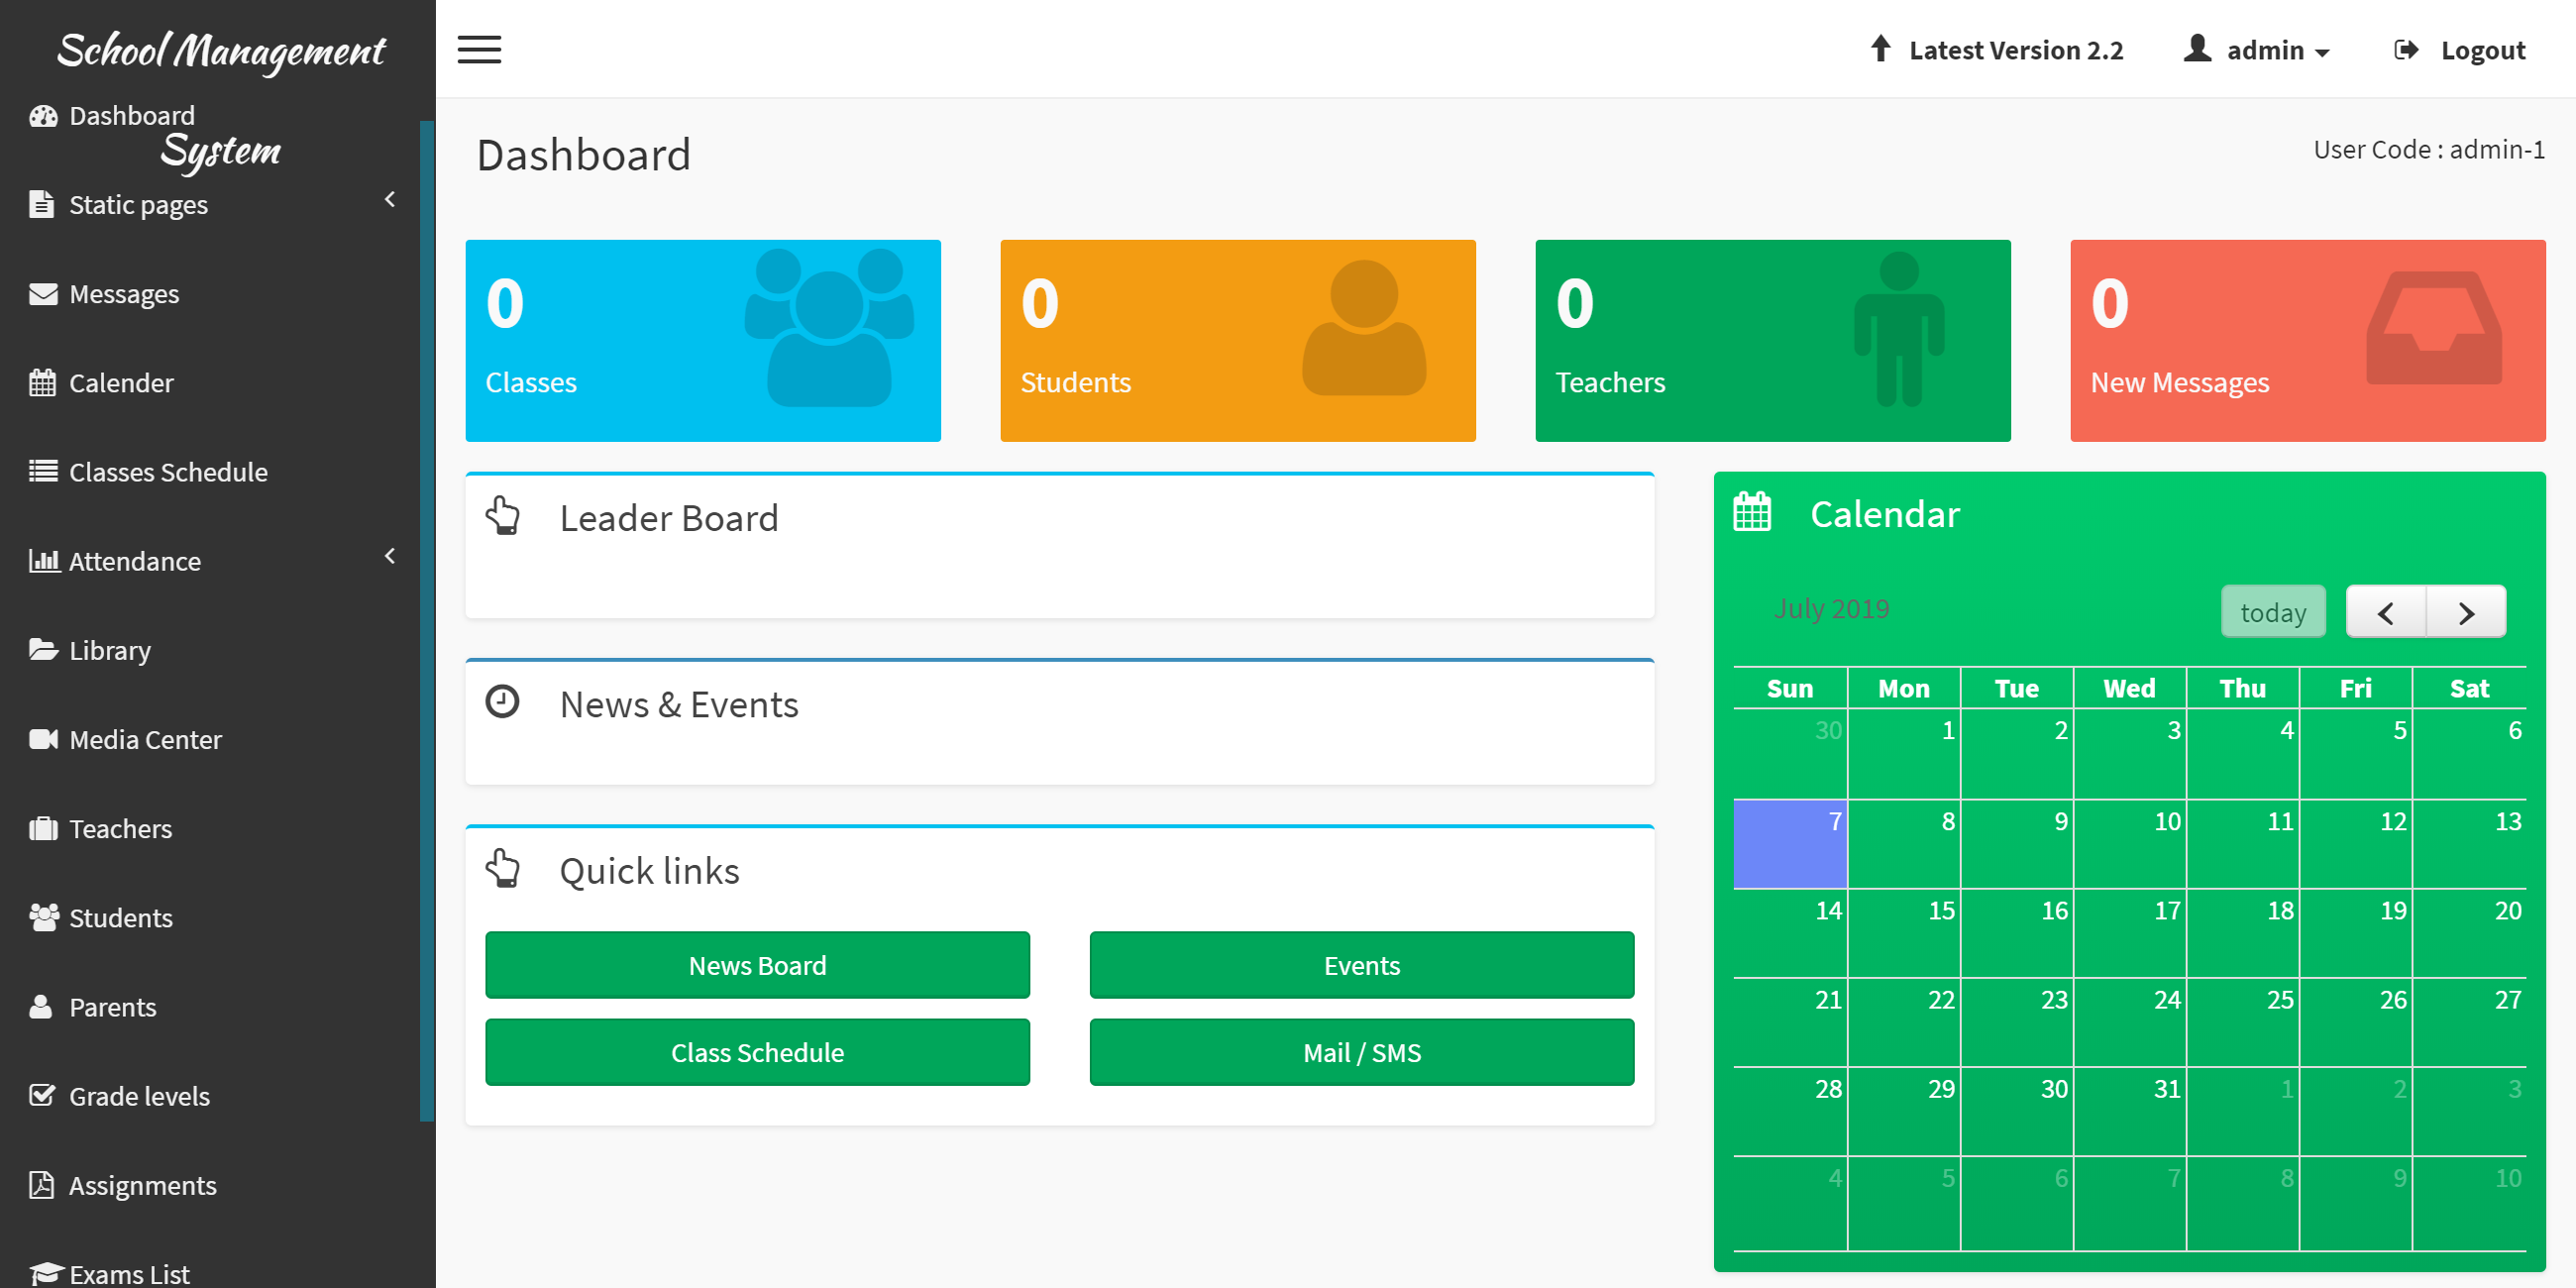 School Management
System
Dashboard
Static pages
Messages
Calender
Classes Schedule
Attendance
Library
Media Center
Teachers
Students
Parents
Grade levels
Assignments
Exams List
Latest Version 2.2 admin Logout
Dashboard
User Code : admin-1
0
Classes
0
Students
0
Teachers
0
New Messages
Leader Board
News & Events
Quick links
News Board Events
Class Schedule Mail / SMS
Calendar
July 2019 today
Sun Mon Tue Wed Thu Fri Sat
30 1 2 3 4 5 6
7 8 9 10 11 12 13
14 15 16 17 18 19 20
21 22 23 24 25 26 27
28 29 30 31 1 2 3
4 5 6 7 8 9 10